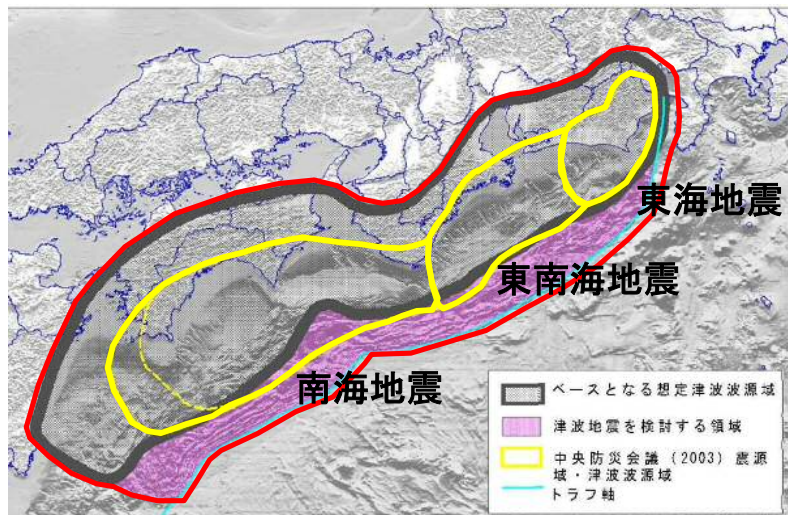 東海地震
東南海地震
南海地震
ベースとなる想定津波波源域
津波地震を検討する領域
中央防災会議（2003）震源
域・津波波源域
トラフ軸